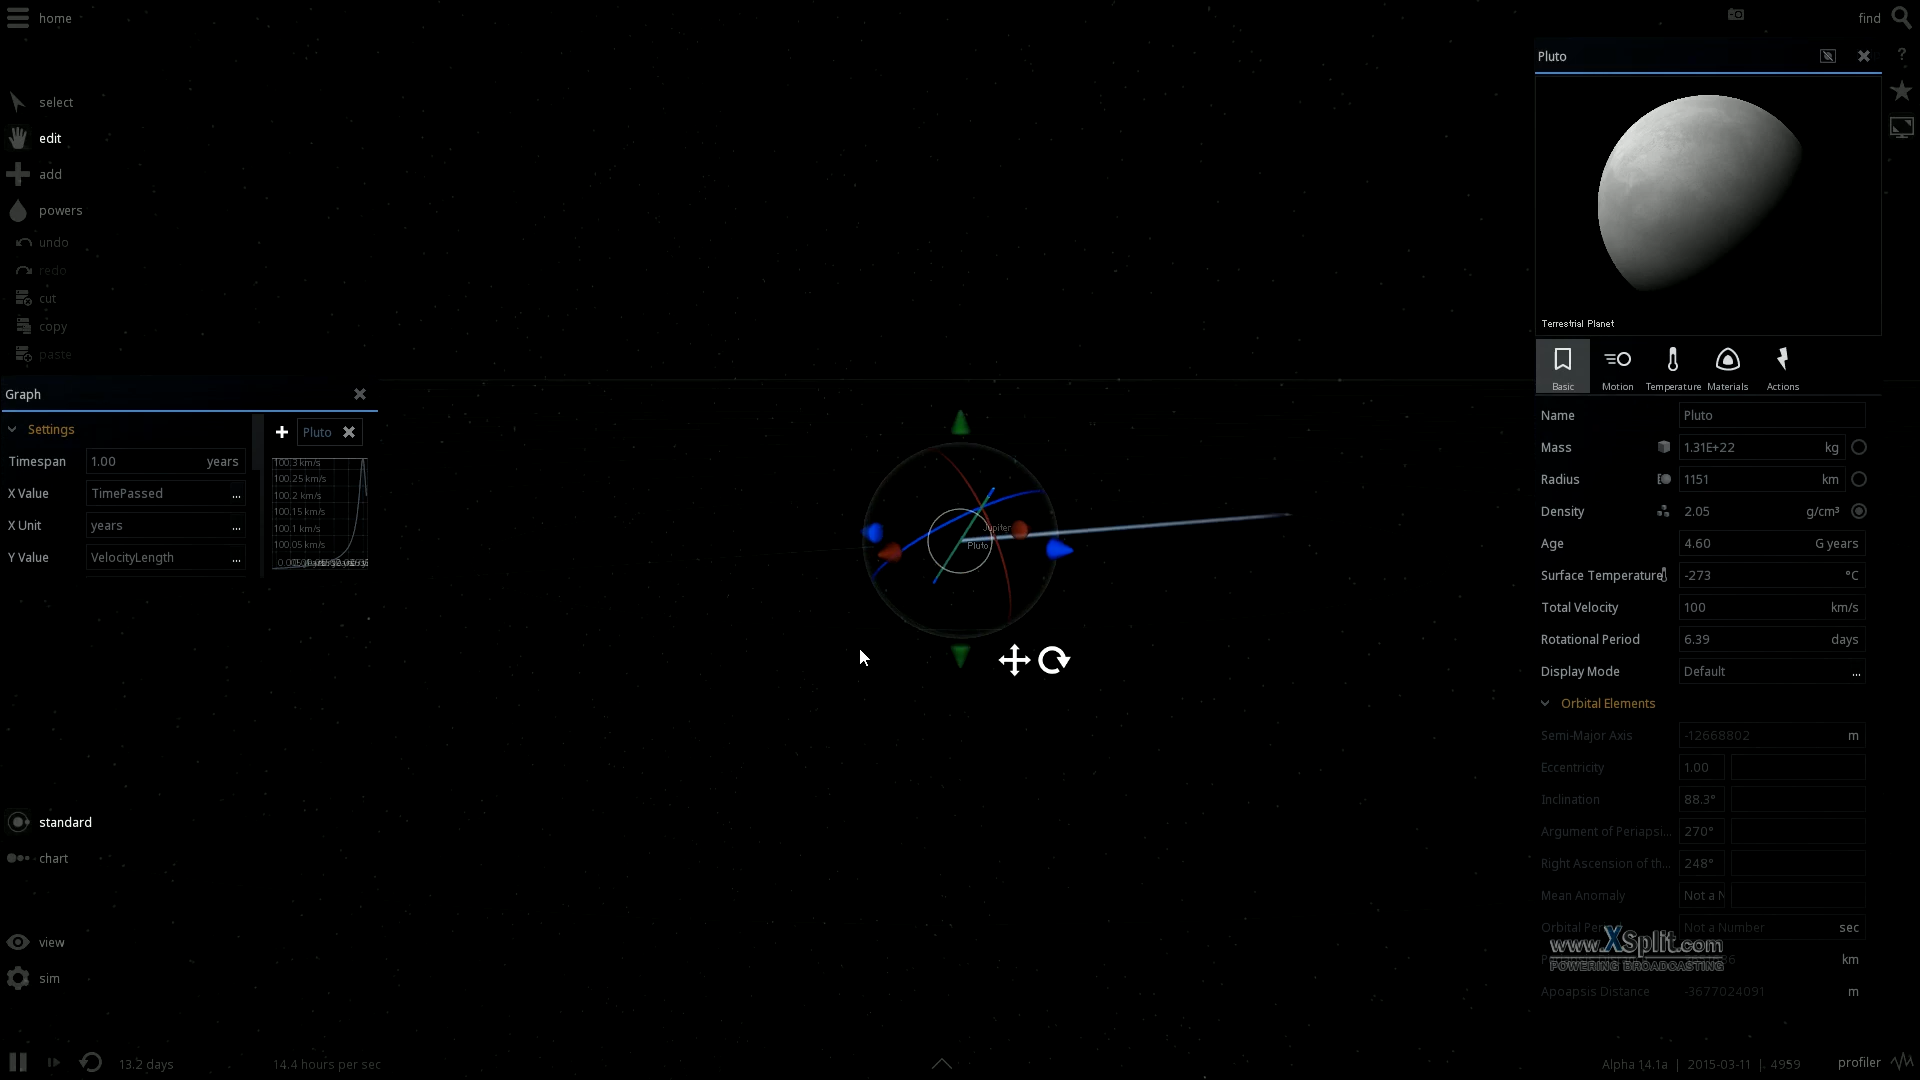 home
find
Pluto
?
select
edit
add
powers
undo
redo
cut
copy
paste
Terrestrial Planet
Basic Motion Temperature Materials Actions
Graph
Settings
Pluto
Timespan 1.00 years
X Value TimePassed ...
X Unit years ...
Y Value VelocityLength ...
100.3 km/s
100.25 km/s
100.2 km/s
100.15 km/s
100.1 km/s
100.05 km/s
Jupiter
Pluto
Name Pluto
Mass 1.31E+22 kg
Radius 1151 km
Density 2.05 g/cm³
Age 4.60 G years
Surface Temperature -273 °C
Total Velocity 100 km/s
Rotational Period 6.39 days
Display Mode Default ...
Orbital Elements
Semi-Major Axis -12668802 m
Eccentricity 1.00
Inclination 88.3°
Argument of Periapsi...
270°
Right Ascension of th... 248°
Mean Anomaly Not a N
Orbital Not a Number sec
www.XSplit.com
POWERING BROADCASTING
km
Apoapsis Distance -3677024091 m
standard
chart
view
sim
13.2 days
14.4 hours per sec
Alpha 14.1a | 2015-03-11 | 4959
profiler